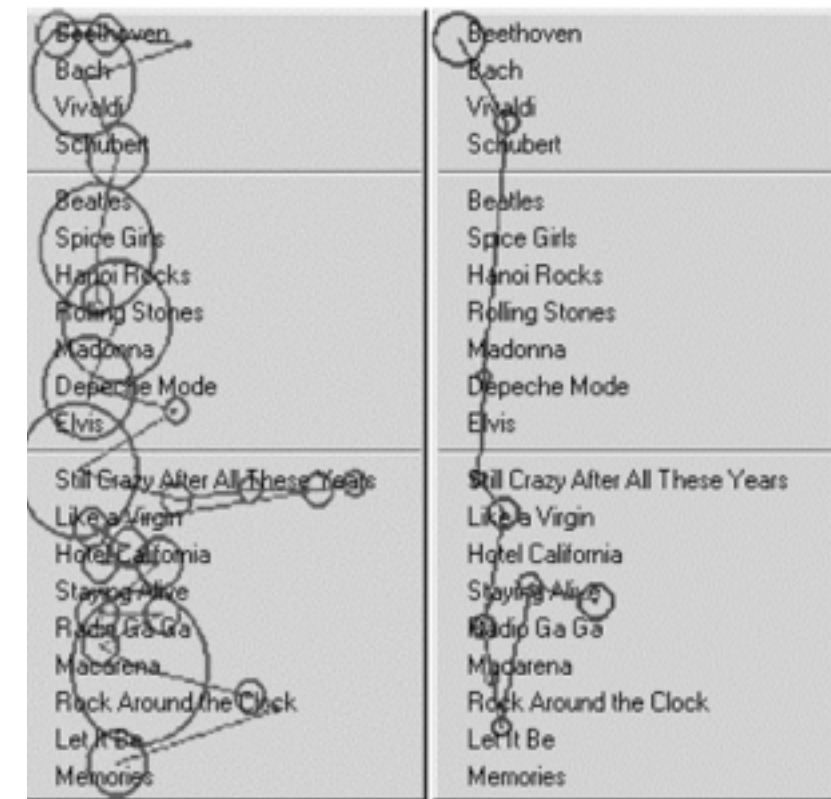 Beethoven
Bach
Vivaldi
Schubert
Beatles
Spice Girls
Hanoi Rocks
Rolling Stones
Madonna
Depeche Mode
Elvis
Still Crazy After All These Years
Like a Virgin
Hotel California
Staying Alive
Radio Ga Ga
Macarena
Rock Around the Clock
Let It Be
Memories
Beethoven
Bach
Vivaldi
Schubert
Beatles
Spice Girls
Hanoi Rocks
Rolling Stones
Madonna
Depeche Mode
Elvis
Still Crazy After All These Years
Like a Virgin
Hotel California
Staying Alive
Radio Ga Ga
Macarena
Rock Around the Clock
Let It Be
Memories